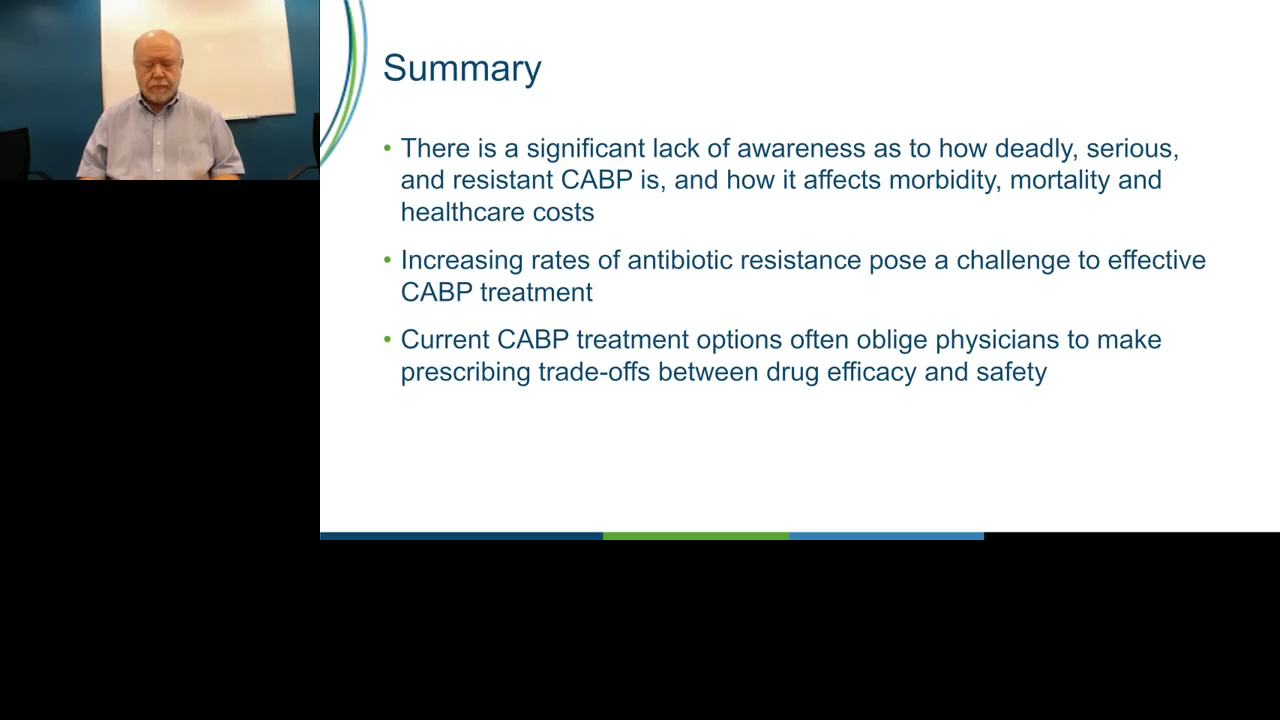 Summary
• There is a significant lack of awareness as to how deadly, serious,
and resistant CABP is, and how it affects morbidity, mortality and
healthcare costs
• Increasing rates of antibiotic resistance pose a challenge to effective
CABP treatment
• Current CABP treatment options often oblige physicians to make
prescribing trade-offs between drug efficacy and safety